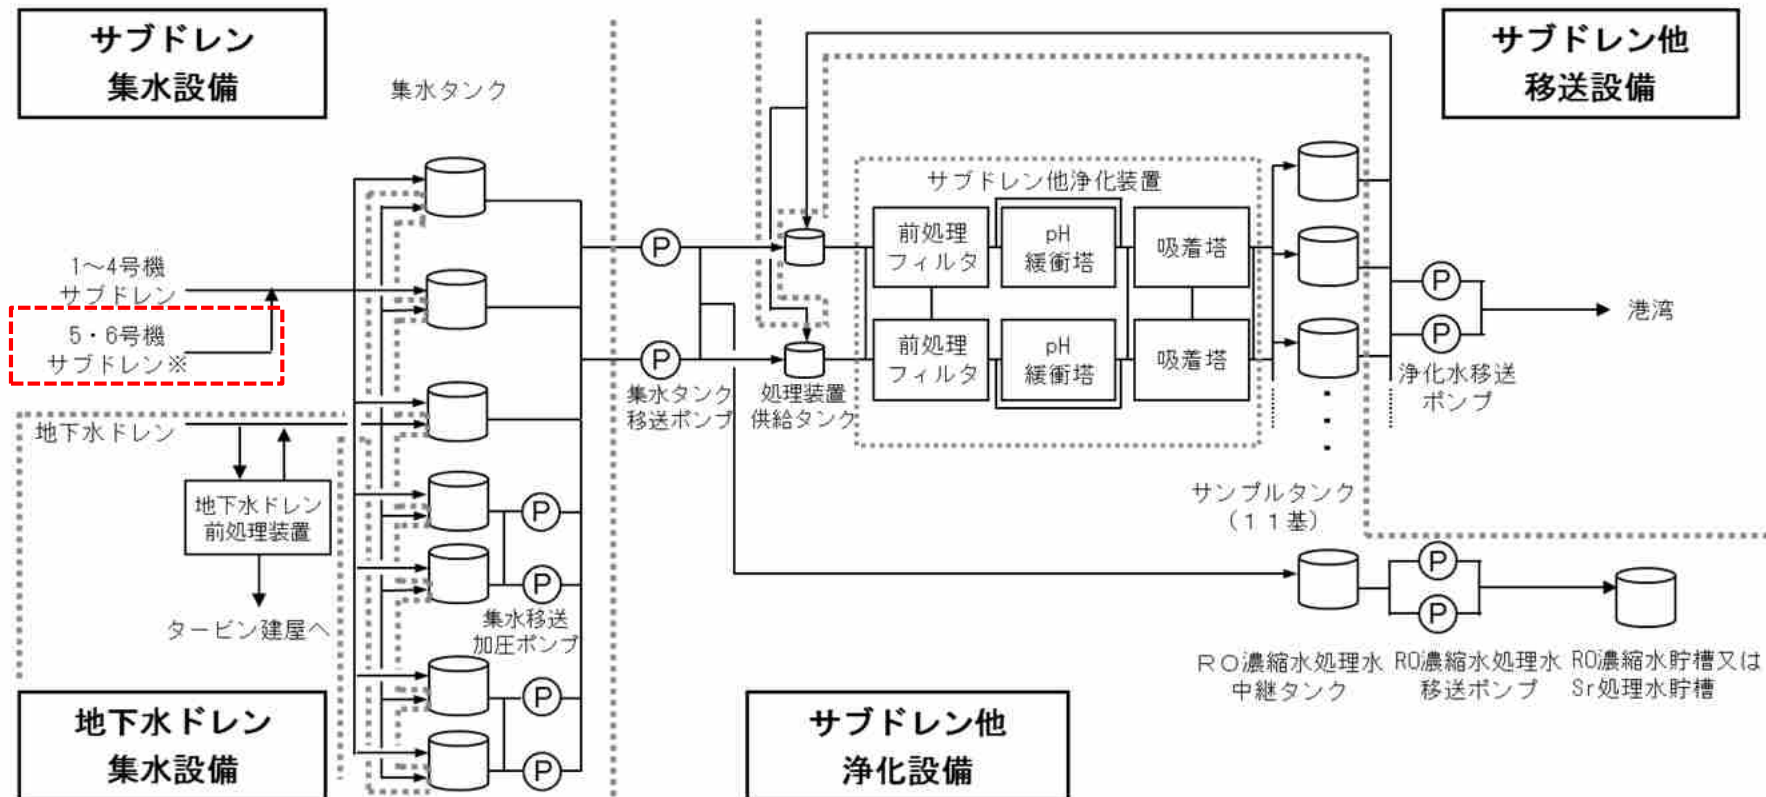 サブドレン
集水設備
集水タンク
サブドレン他
移送設備
サブドレン他浄化装置
前処理
フィルタ
pH
緩衝塔
吸着塔
1～4号機
サブドレン
5・6号機
サブドレン※
P
P
前処理
フィルタ
pH
緩衝塔
吸着塔
P
P
港湾
集水タンク
移送ポンプ
処理装置
供給タンク
浄化水移送
ポンプ
地下水ドレン
地下水ドレン
前処理装置
タービン建屋へ
P
P
集水移送
加圧ポンプ
P
P
サンプルタンク
（１１基）
P
P
ＲＯ濃縮水処理水
中継タンク
RO濃縮水処理水
移送ポンプ
RO濃縮水貯槽又は
Sr処理水貯槽
地下水ドレン
集水設備
サブドレン他
浄化設備